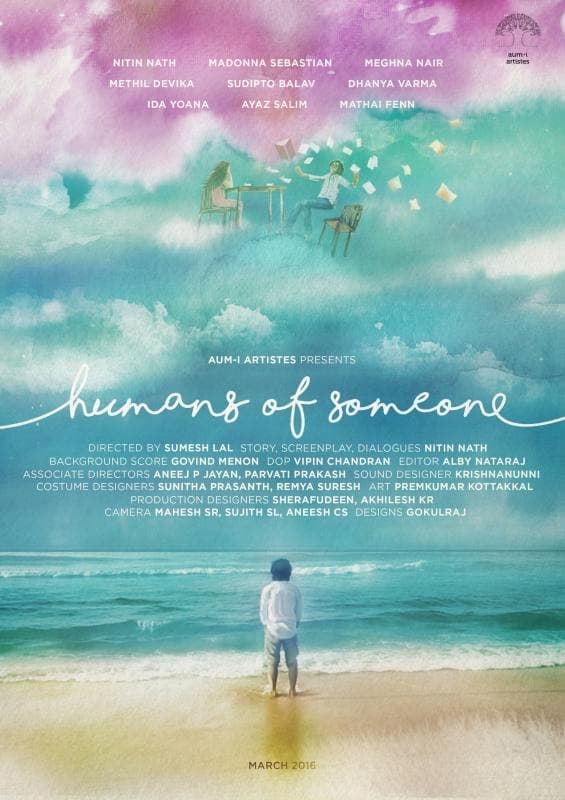 aum-i
artistes
NITIN NATH MADONNA SEBASTIAN MEGHNA NAIR
METHIL DEVIKA SUDIPTO BALAV DHANYA VARMA
IDA YOANA AYAZ SALIM MATHAI FENN
AUM-I ARTISTES PRESENTS
humans of someone
DIRECTED BY SUMESH LAL STORY, SCREENPLAY, DIALOGUES NITIN NATH
BACKGROUND SCORE GOVIND MENON DOP VIPIN CHANDRAN EDITOR ALBY NATARAJ
ASSOCIATE DIRECTORS ANEEJ P JAYAN, PARVATI PRAKASH SOUND DESIGNER KRISHNANUNNI
COSTUME DESIGNERS SUNITHA PRASANTH, REMYA SURESH ART PREMKUMAR KOTTAKKAL
PRODUCTION DESIGNERS SHERAFUDEEN, AKHILESH KR
CAMERA MAHESH SR, SUJITH SL, ANEESH CS DESIGNS GOKULRAJ
MARCH 2016